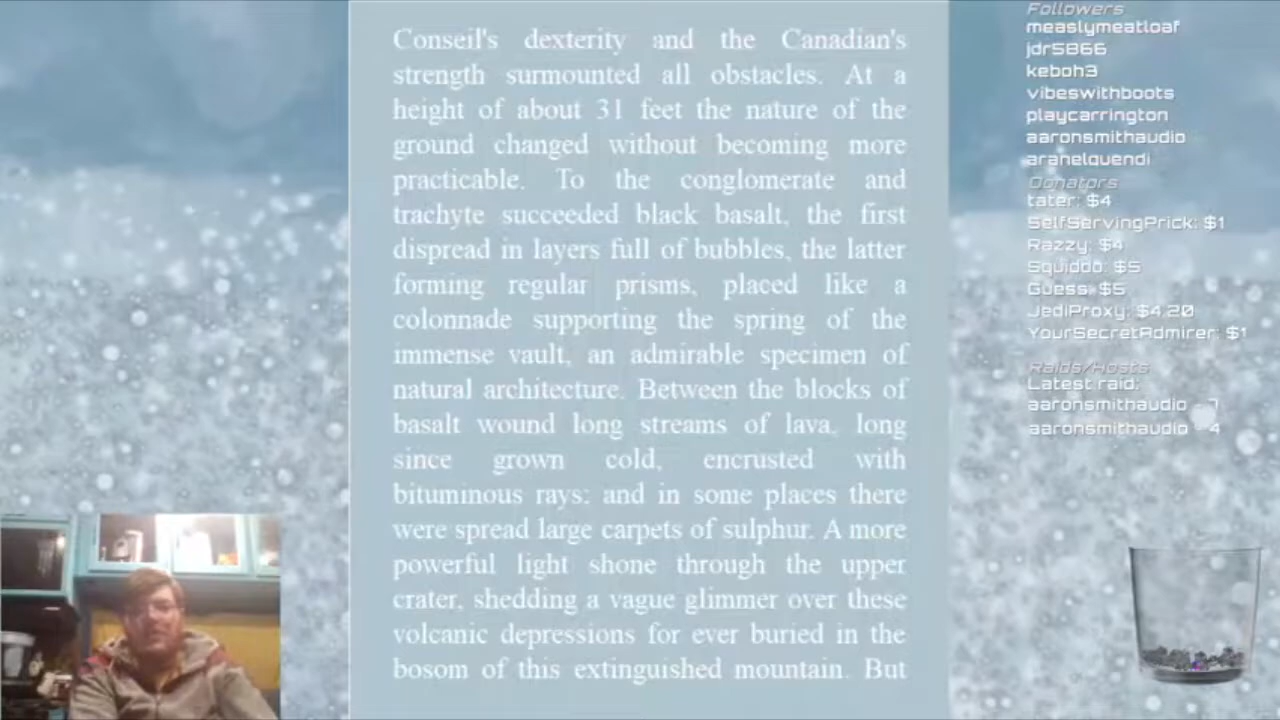 Conseil's dexterity and the Canadian's
strength surmounted all obstacles. At a
height of about 31 feet the nature of the
ground changed without becoming more
practicable. To the conglomerate and
trachyte succeeded black basalt, the first
dispread in layers full of bubbles, the latter
forming regular prisms, placed like a
colonnade supporting the spring of the
immense vault, an admirable specimen of
natural architecture. Between the blocks of
basalt wound long streams of lava, long
since grown cold, encrusted with
bituminous rays; and in some places there
were spread large carpets of sulphur. A more
powerful light shone through the upper
crater, shedding a vague glimmer over these
volcanic depressions for ever buried in the
bosom of this extinguished mountain. But
Followers
measlymeatloaf
jdr5866
keboh3
vibeswithboots
playcarrington
aaronsmithaudio
aranelquendi
Donators
tater: $4
SelfServingPrick: $1
Razzy: $4
Squidoo: $5
Guess: $5
JediProxy: $4.20
YourSecretAdmirer: $1
Raids/Hosts
Latest raid:
aaronsmithaudio
aaronsmithaudio 4